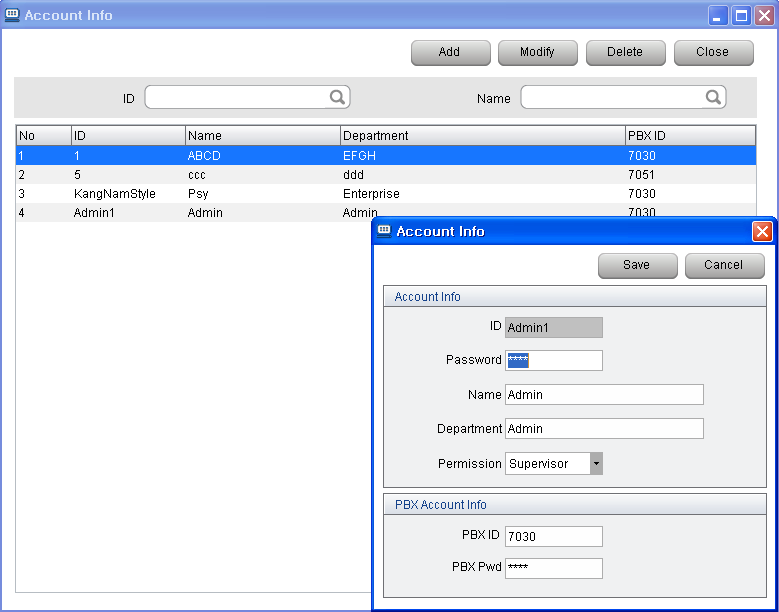 Account Info
Add Modify Delete Close
ID Name
No ID Name Department PBX ID
1 1 ABCD EFGH 7030
2 5 ccc ddd 7051
3 KangNamStyle Psy Enterprise 7030
4 Admin1 Admin Admin 7030
Account Info
Save Cancel
Account Info
ID Admin1
Password ****
Name Admin
Department Admin
Permission Supervisor
PBX Account Info
PBX ID 7030
PBX Pwd ****